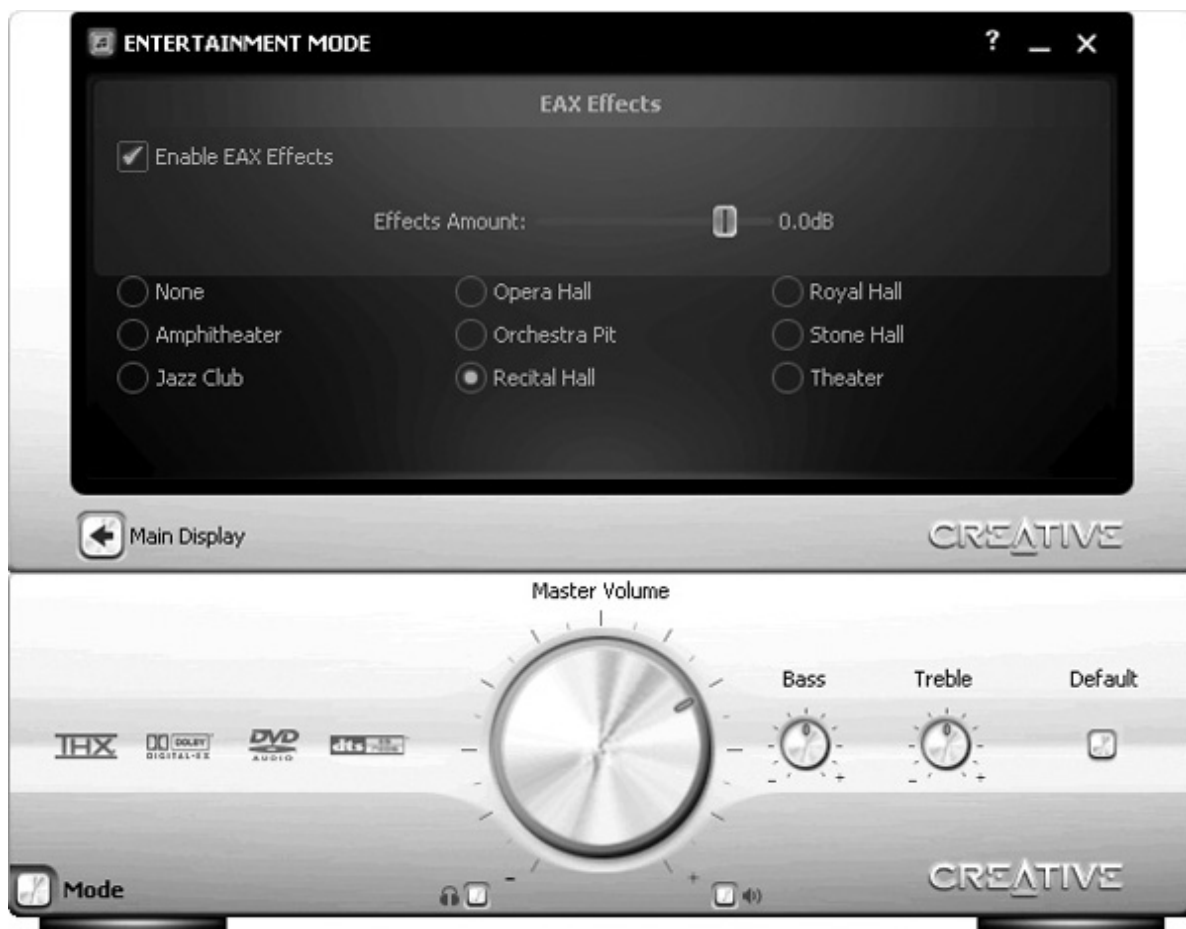 ENTERTAINMENT MODE ? _ X
EAX Effects
Enable EAX Effects
Effects Amount: 0.0dB
None Opera Hall Royal Hall
Amphitheater Orchestra Pit Stone Hall
Jazz Club Recital Hall Theater
Main Display CREATIVE
Master Volume
Bass Treble Default
THX DOLBY DIGITAL-EX DVD AUDIO dts
- + - +
- +
Mode CREATIVE